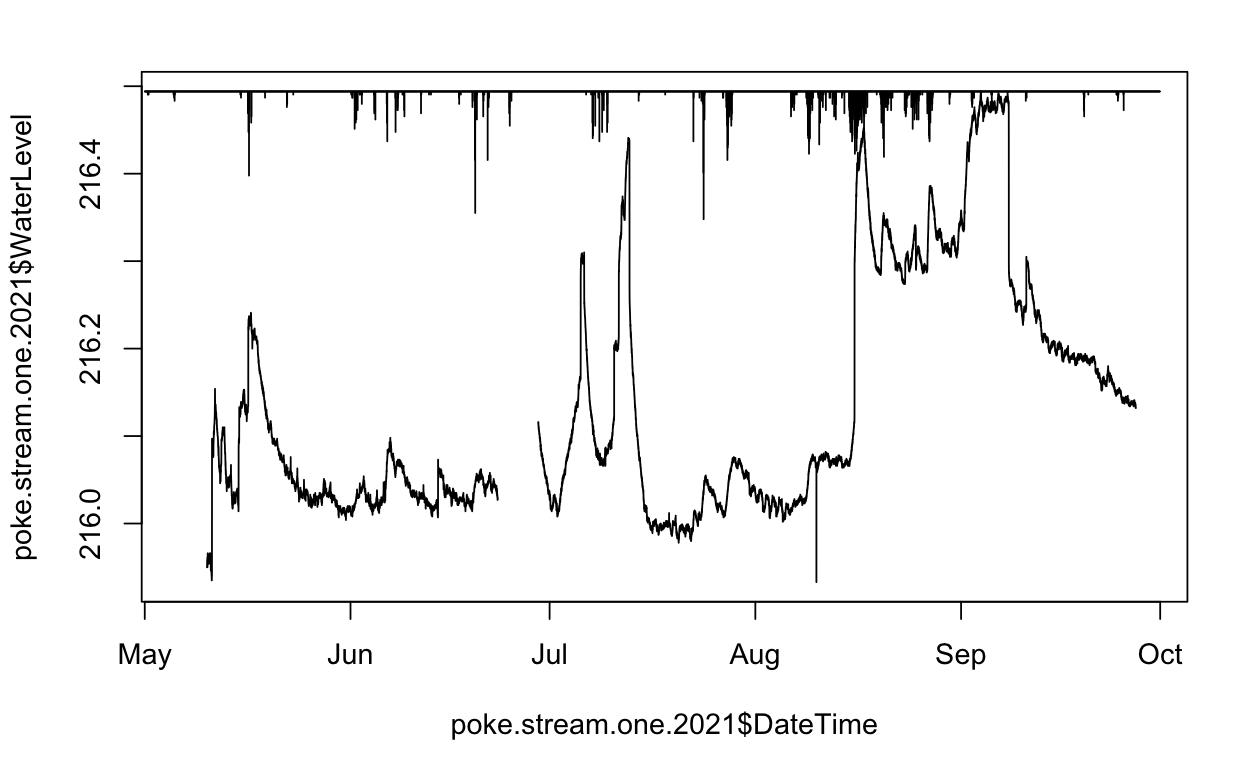 poke.stream.one.2021$WaterLevel
216.4
216.2
216.0
May Jun Jul Aug Sep Oct
poke.stream.one.2021$DateTime